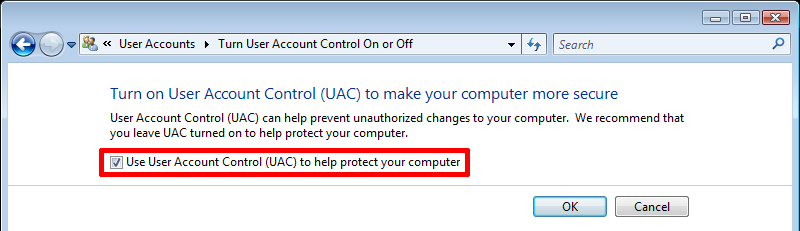 « User Accounts Turn User Account Control On or Off Search
Turn on User Account Control (UAC) to make your computer more secure
User Account Control (UAC) can help prevent unauthorized changes to your computer. We recommend that
you leave UAC turned on to help protect your computer.
Use User Account Control (UAC) to help protect your computer
OK Cancel